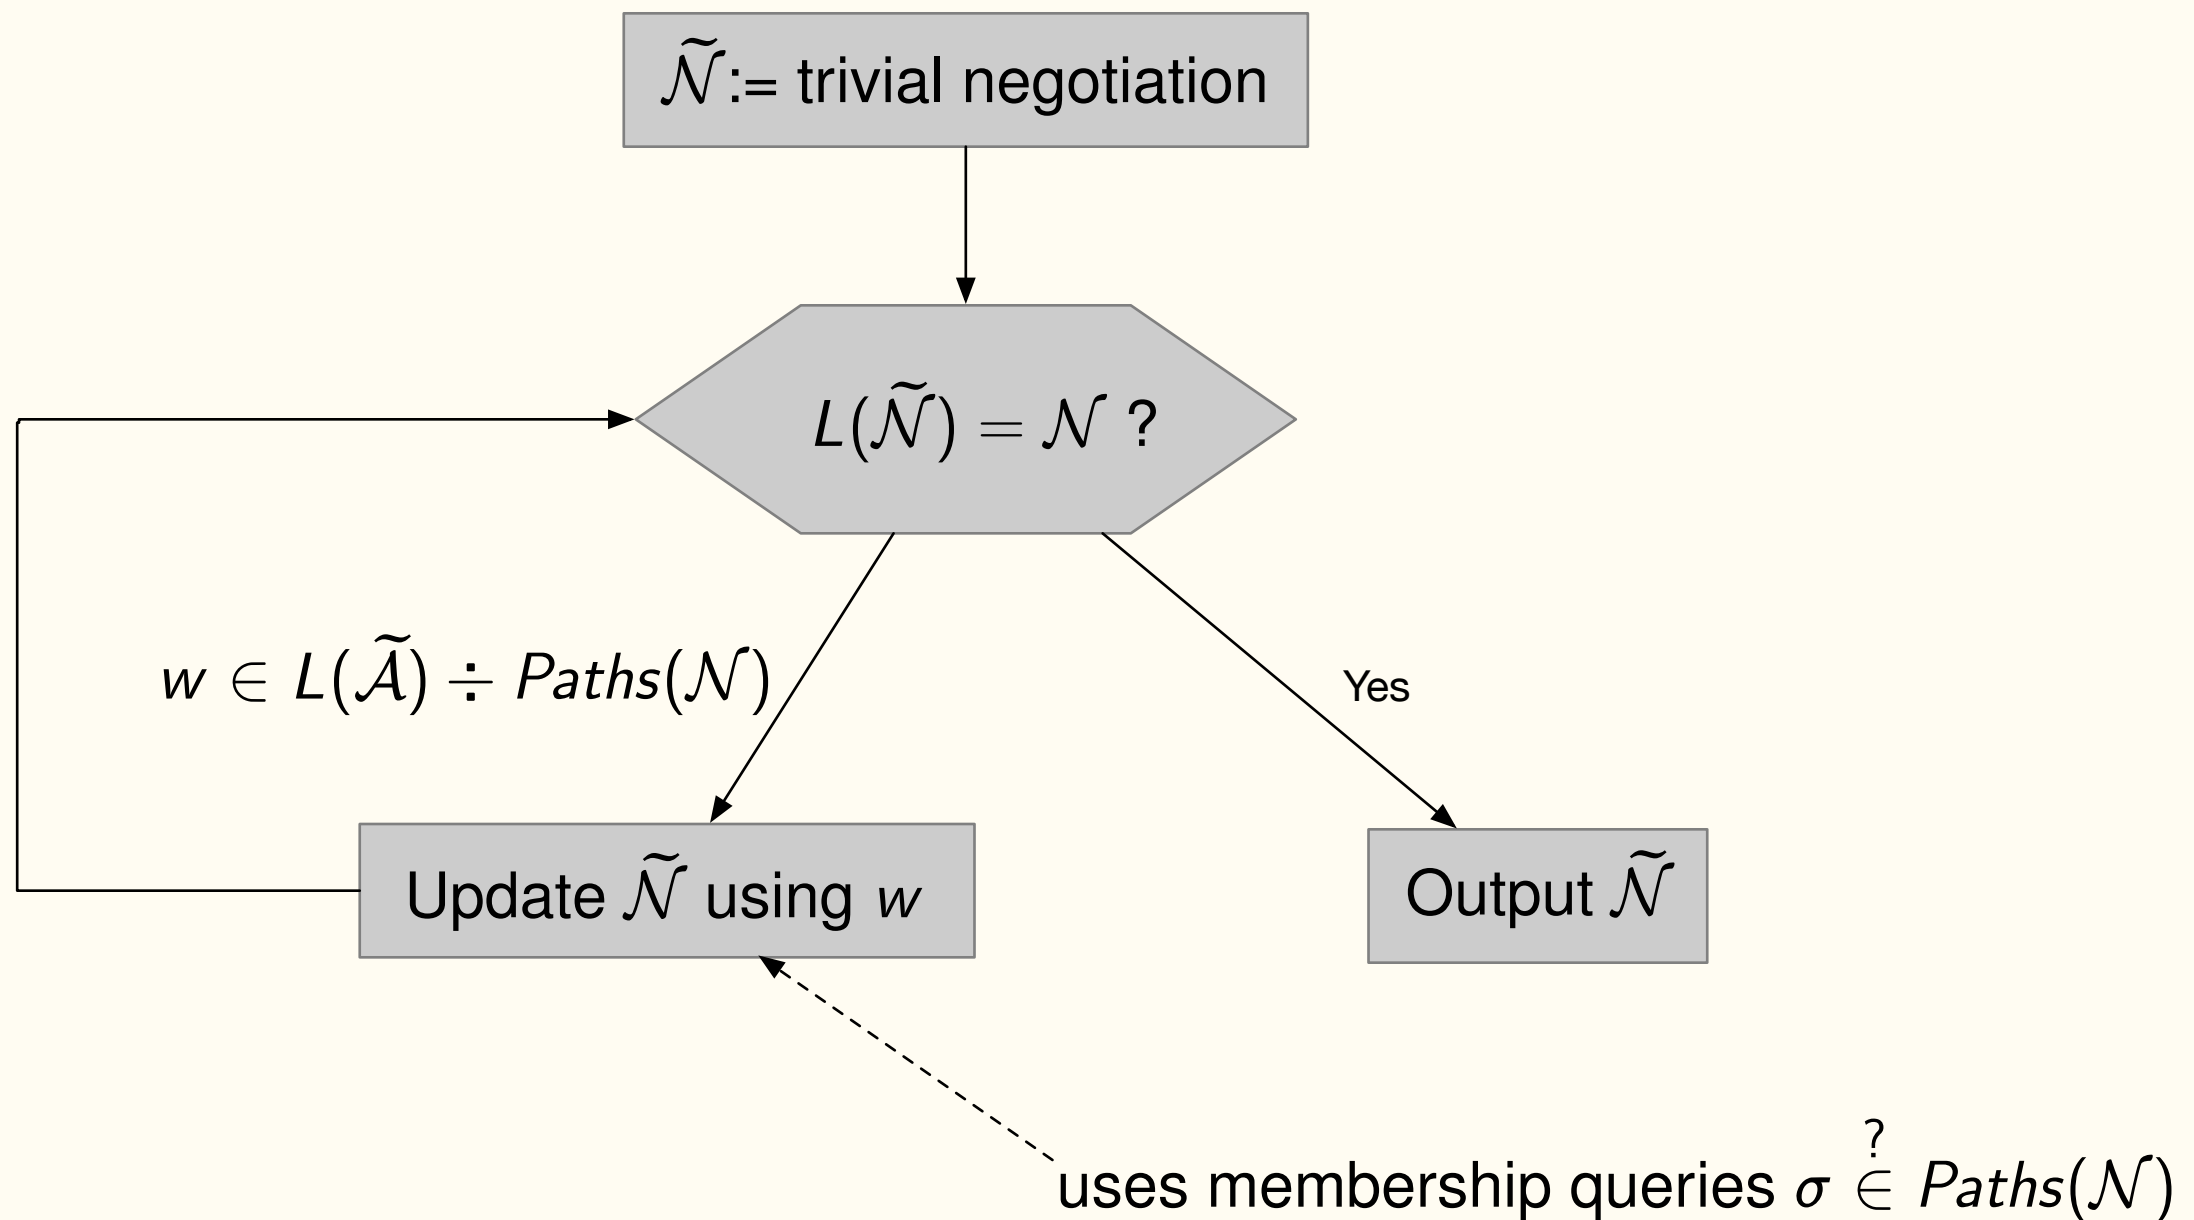 Ñ := trivial negotiation
L(Ñ) = N ?
w ∈ L(Ã) ÷ Paths(N)
Yes
Update Ñ using w
Output Ñ
uses membership queries σ ∈? Paths(N)